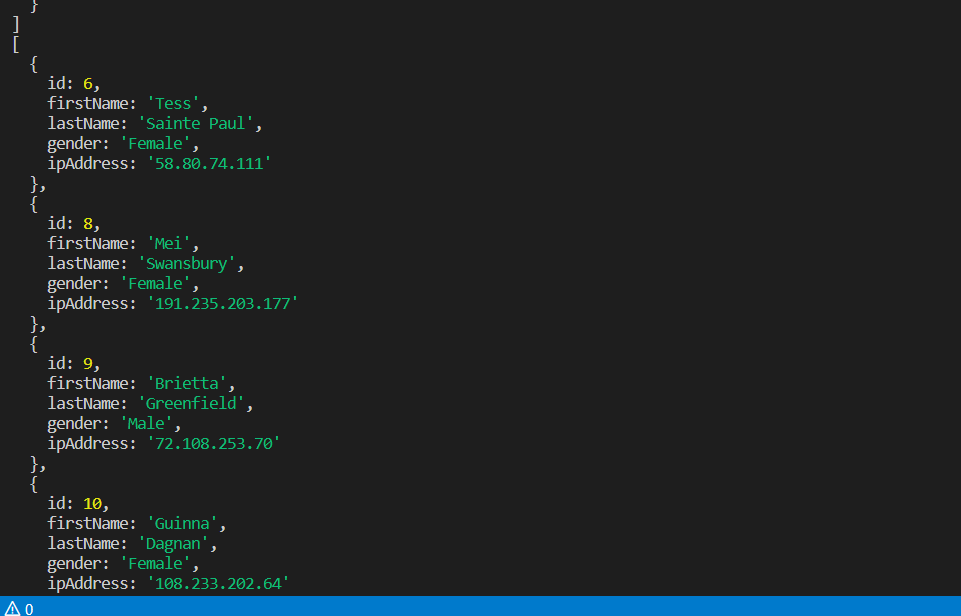 }
]
[
{
id: 6,
firstName: 'Tess',
lastName: 'Sainte Paul',
gender: 'Female',
ipAddress: '58.80.74.111'
},
{
id: 8,
firstName: 'Mei',
lastName: 'Swansbury',
gender: 'Female',
ipAddress: '191.235.203.177'
},
{
id: 9,
firstName: 'Brietta',
lastName: 'Greenfield',
gender: 'Male',
ipAddress: '72.108.253.70'
},
{
id: 10,
firstName: 'Guinna',
lastName: 'Dagnan',
gender: 'Female',
ipAddress: '108.233.202.64'
0